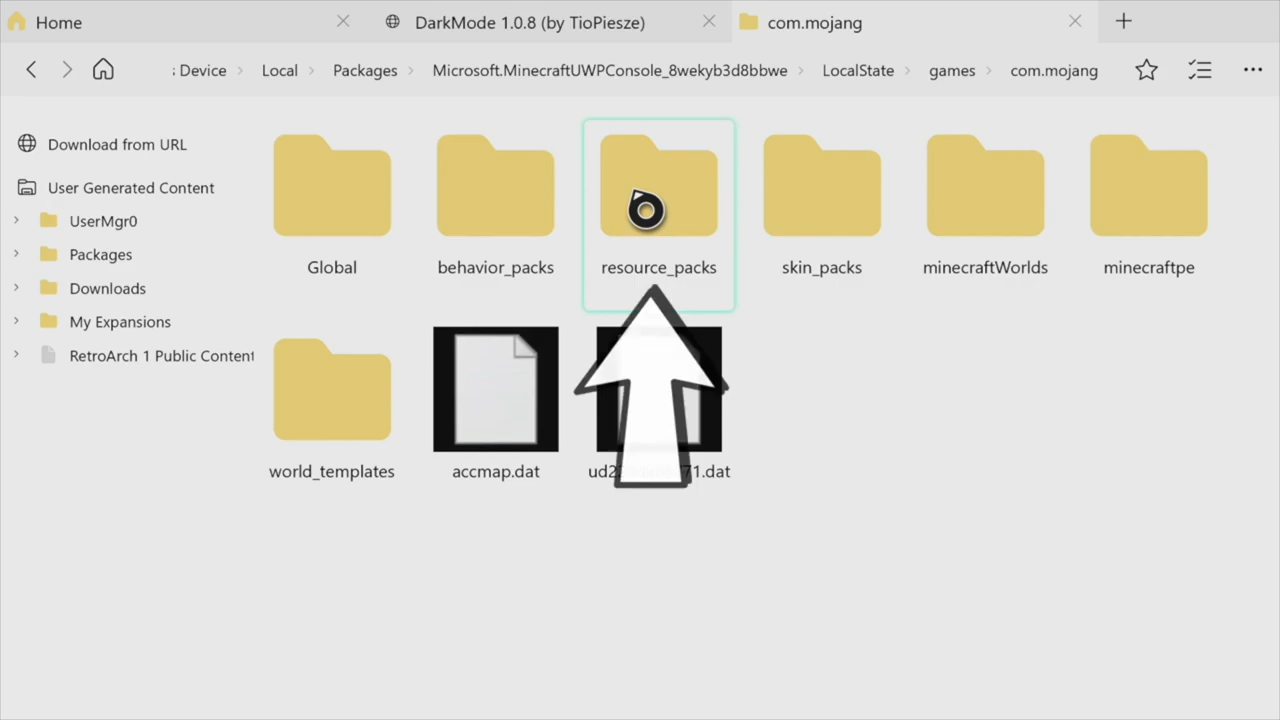 Home
DarkMode 1.0.8 (by TioPiesze)
com.mojang
s Device
Local
Packages
Microsoft.MinecraftUWPConsole_8wekyb3d8bbwe
LocalState
games
com.mojang
Download from URL
User Generated Content
UserMgr0
Packages
Downloads
My Expansions
RetroArch 1 Public Content
Global
behavior_packs
resource_packs
skin_packs
minecraftWorlds
minecraftpe
world_templates
accmap.dat